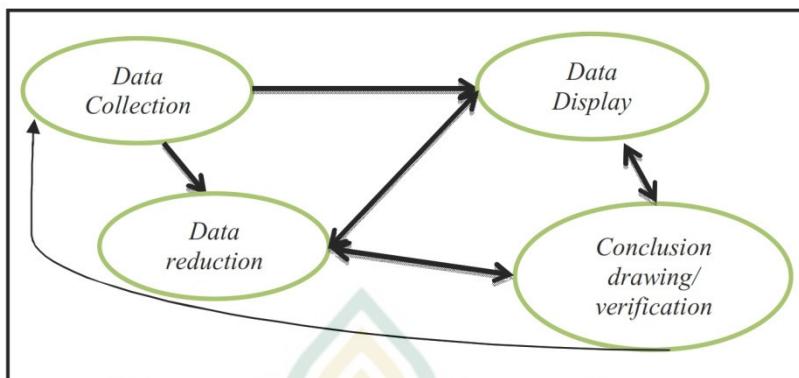 Data
Collection
Data
Display
Data
reduction
Conclusion
drawing/
verification